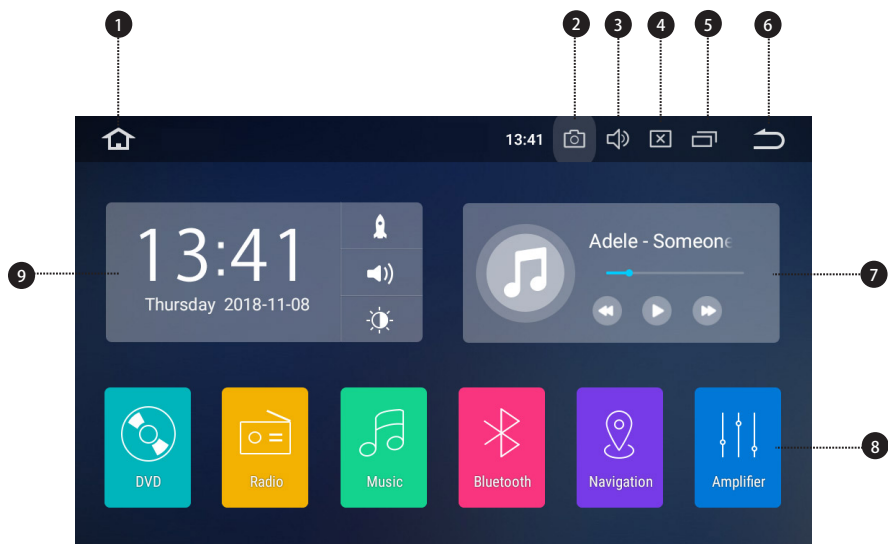 1
2
3
4
5
6
13:41
13:41
Thursday 2018-11-08
Adele - Someone
9
7
DVD
Radio
Music
Bluetooth
Navigation
Amplifier
8